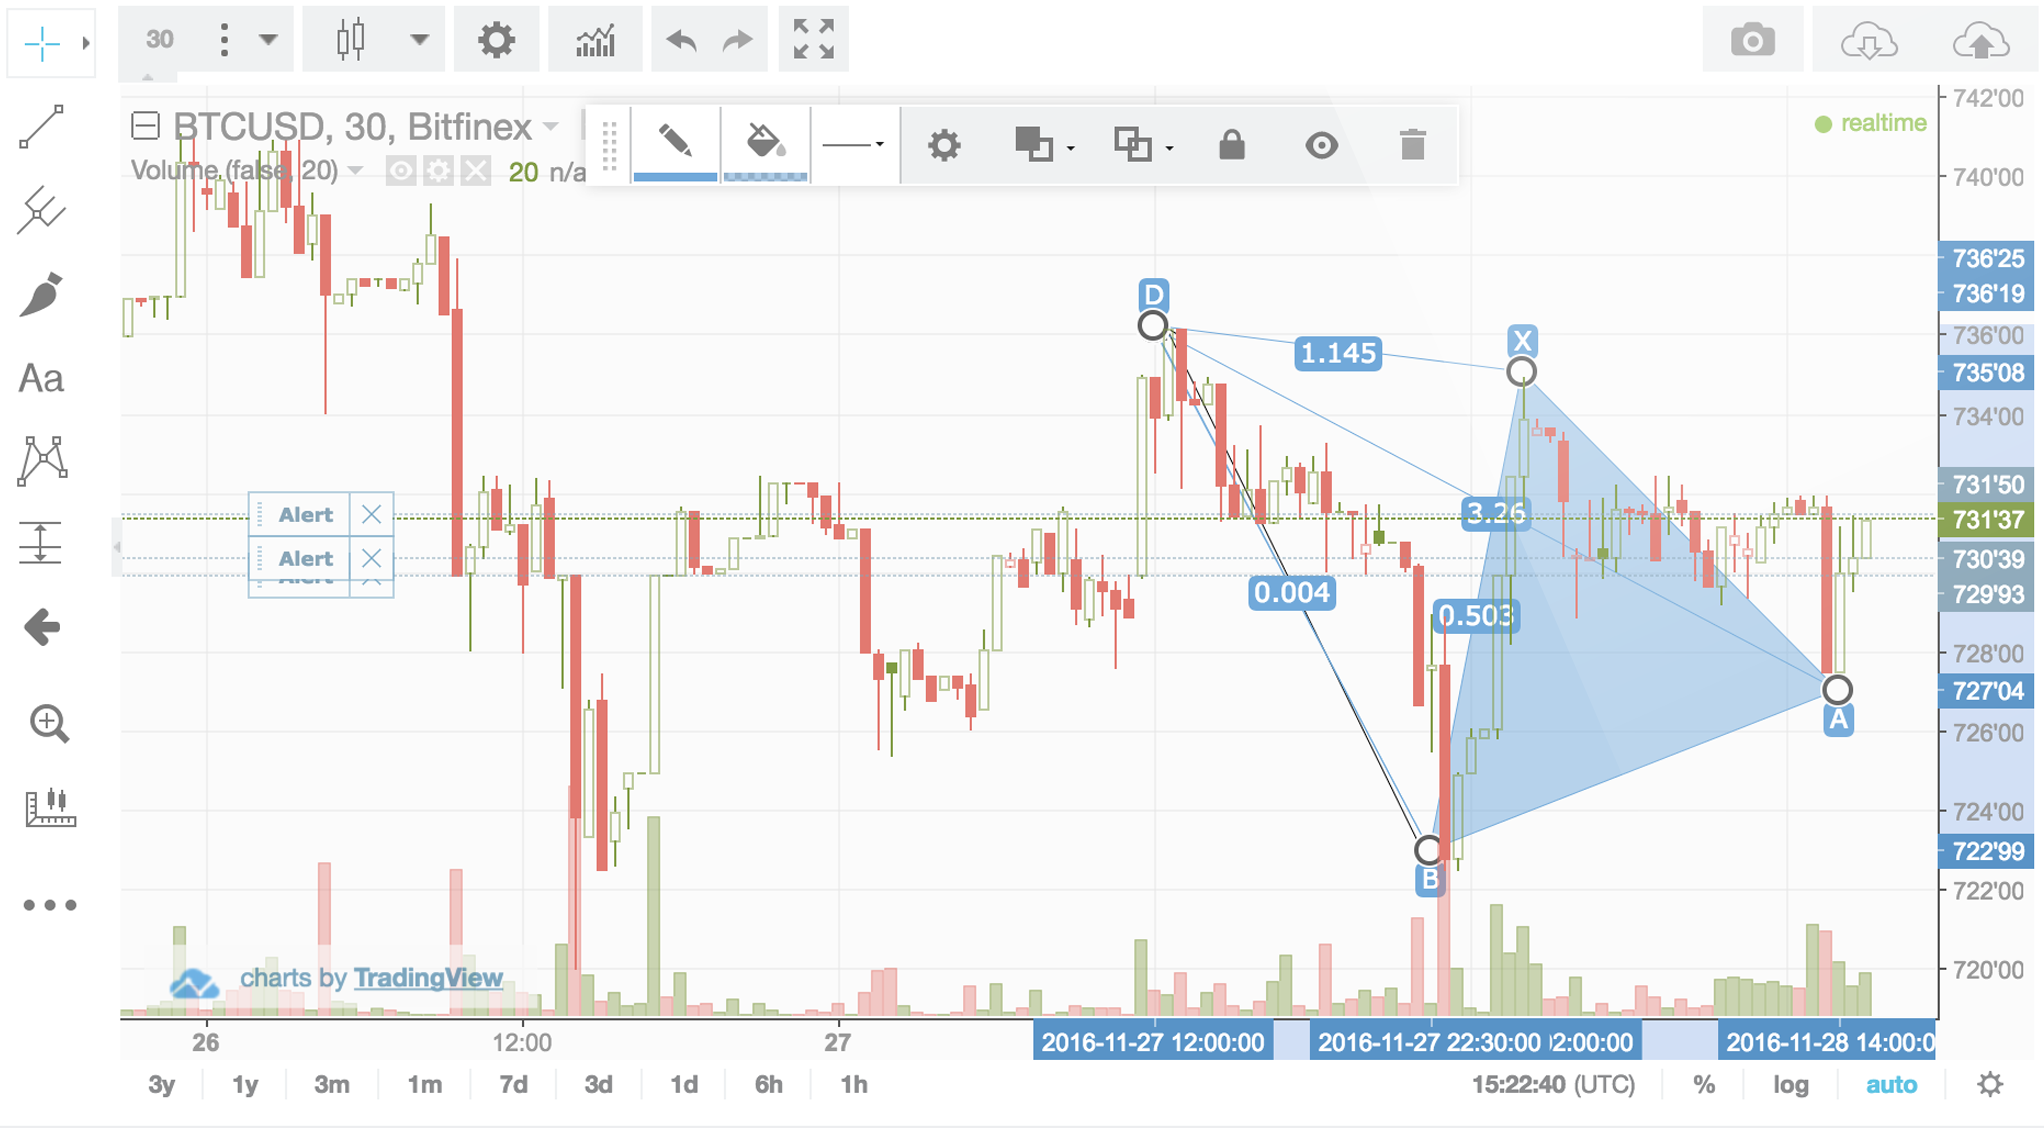 30
BTCUSD, 30, Bitfinex
Volume (false, 20)
20 n/a
realtime
Aa
742'00
740'00
736'25
736'19
736'00
735'08
734'00
731'50
731'37
730'39
729'93
728'00
727'04
726'00
724'00
722'99
722'00
720'00
D
X
1.145
3.26
0.004
0.503
A
B
Alert
Alert
Alert
charts by TradingView
26
12:00
27
2016-11-27 12:00:00
2016-11-27 22:30:00
02:00:00
2016-11-28 14:00:0
3y 1y 3m 1m 7d 3d 1d 6h 1h
15:22:40 (UTC) % log auto